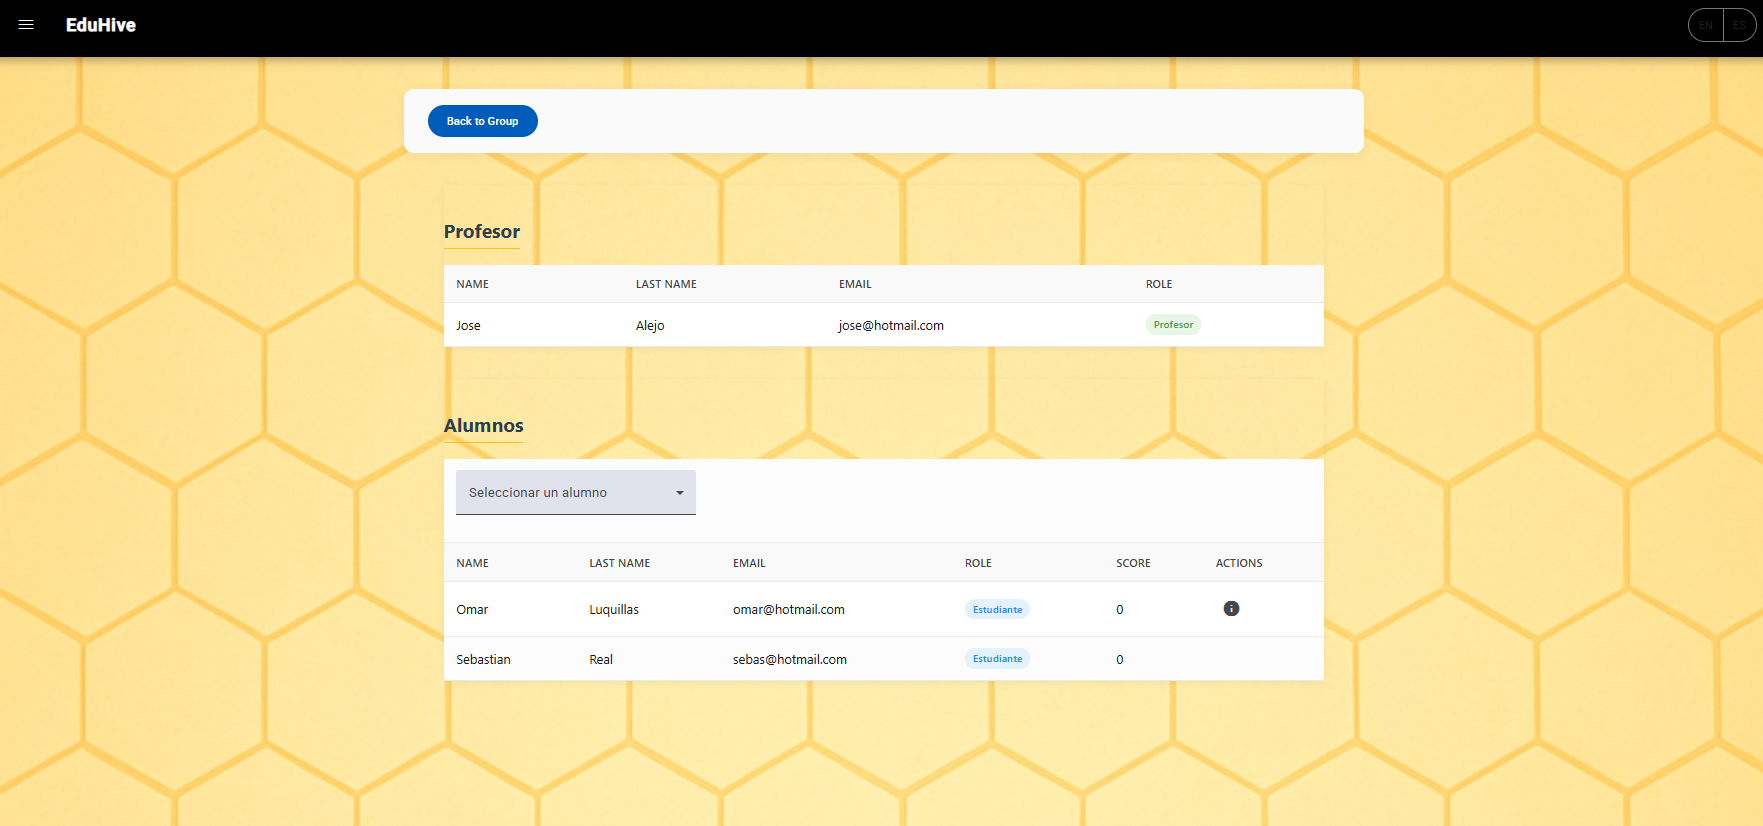 EduHive
EN ES
Back to Group
Profesor
NAME LAST NAME EMAIL ROLE
Jose Alejo jose@hotmail.com Profesor
Alumnos
Seleccionar un alumno
NAME LAST NAME EMAIL ROLE SCORE ACTIONS
Omar Luquillas omar@hotmail.com Estudiante 0
Sebastian Real sebas@hotmail.com Estudiante 0